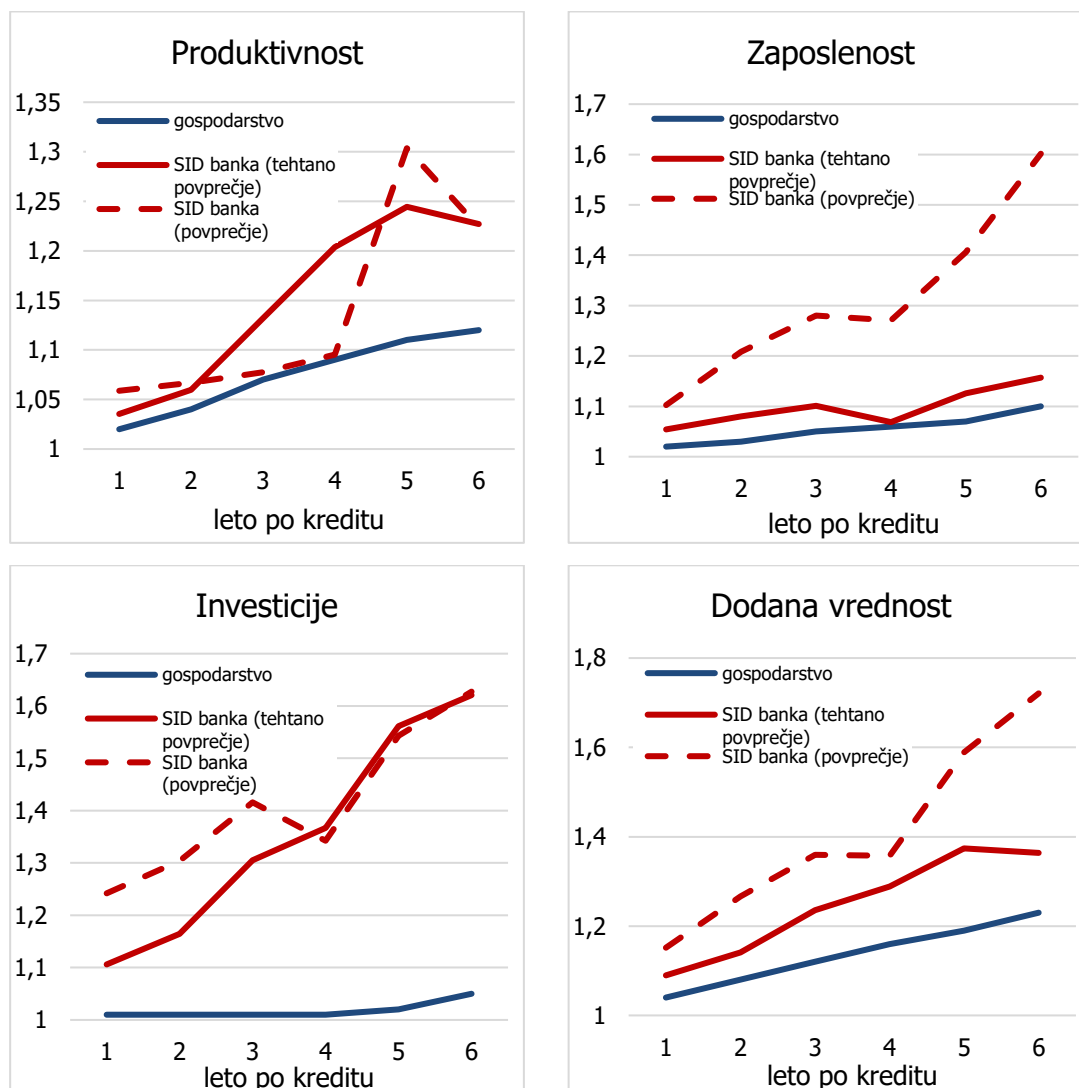 Produktivnost
1,35
1,3
1,25
1,2
1,15
1,1
1,05
1
gospodarstvo
SID banka (tehtano
povprečje)
SID banka
(povprečje)
1 2 3 4 5 6
leto po kreditu
Zaposlenost
1,7
1,6
1,5
1,4
1,3
1,2
1,1
1
gospodarstvo
SID banka (tehtano
povprečje)
SID banka (povprečje)
1 2 3 4 5 6
leto po kreditu
Investicije
1,7
1,6
1,5
1,4
1,3
1,2
1,1
1
gospodarstvo
SID banka (tehtano
povprečje)
SID banka
(povprečje)
1 2 3 4 5 6
leto po kreditu
Dodana vrednost
1,8
1,6
1,4
1,2
1
gospodarstvo
SID banka (tehtano
povprečje)
SID banka (povprečje)
1 2 3 4 5 6
leto po kreditu